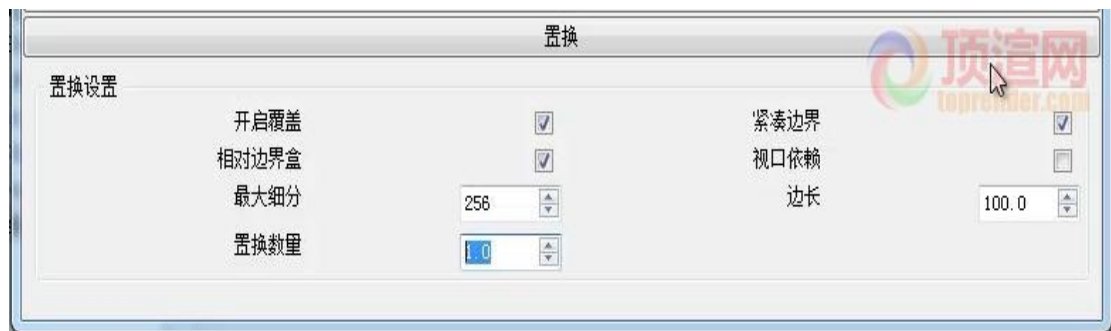 置换
顶渲网
toprender.com
置换设置
开启覆盖
紧凑边界
相对边界盒
视口依赖
最大细分
256
边长
100.0
置换数量
1.0